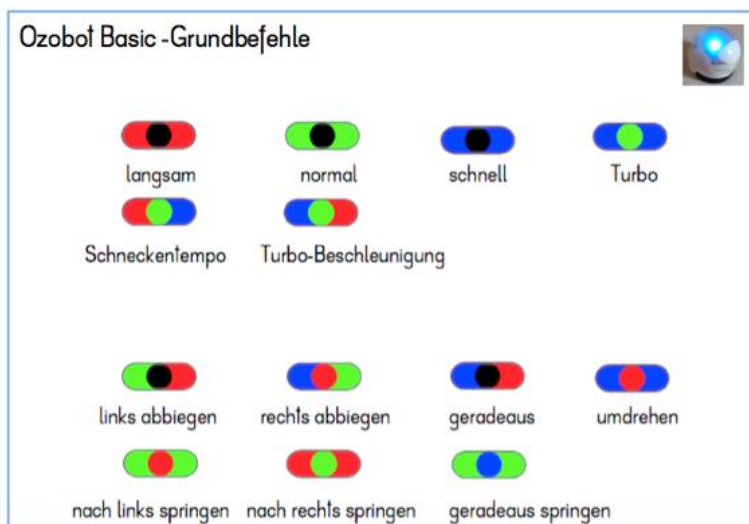 Ozobot Basic -Grundbefehle
langsam normal schnell Turbo
Schneckentempo Turbo-Beschleunigung
links abbiegen rechts abbiegen geradeaus umdrehen
nach links springen nach rechts springen geradeaus springen